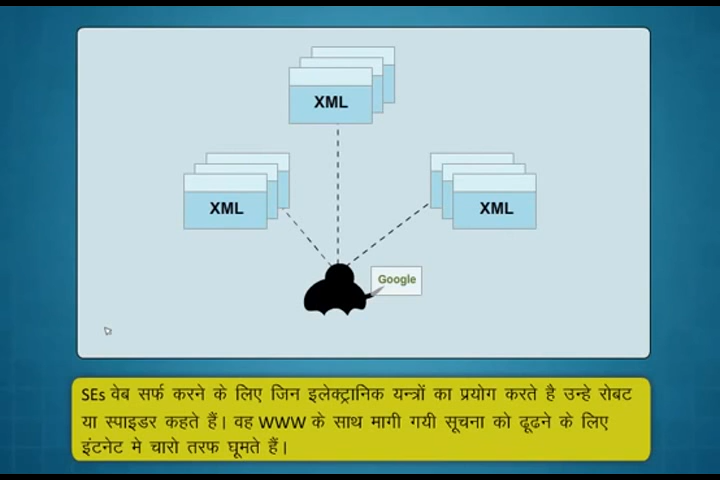 XML
XML
XML
Google
SEs वेब सर्फ करने के लिए जिन इलेक्ट्रानिक यन्त्रों का प्रयोग करते है उन्हे रोबट
या स्पाइडर कहते हैं। वह WWW के साथ मागी गयी सूचना को ढूढने के लिए
इंटनेट मे चारो तरफ घूमते हैं।